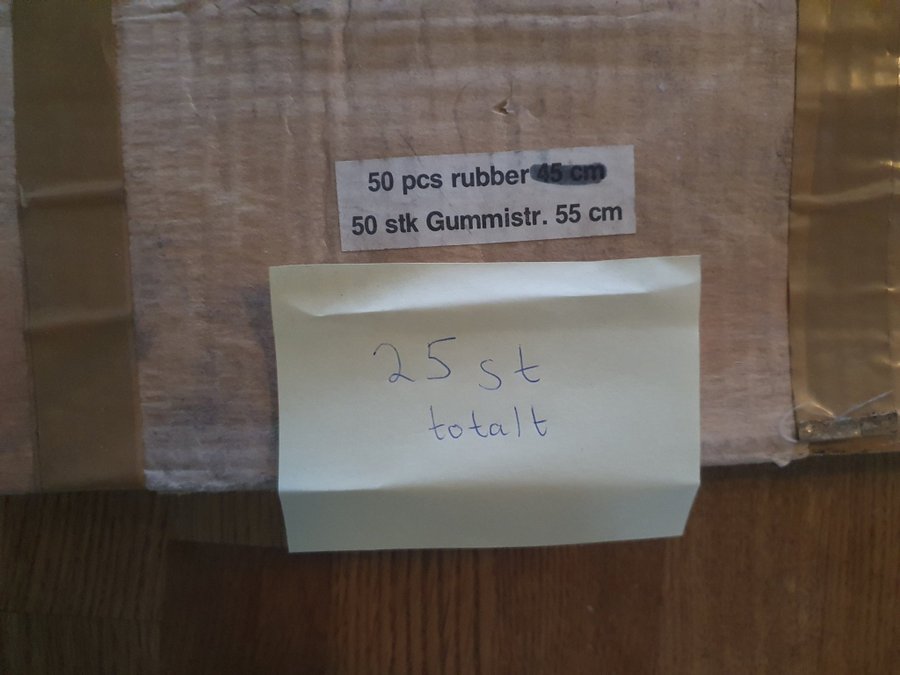 50 pcs rubber 45 cm
50 stk Gummistr. 55 cm
25 st
totalt